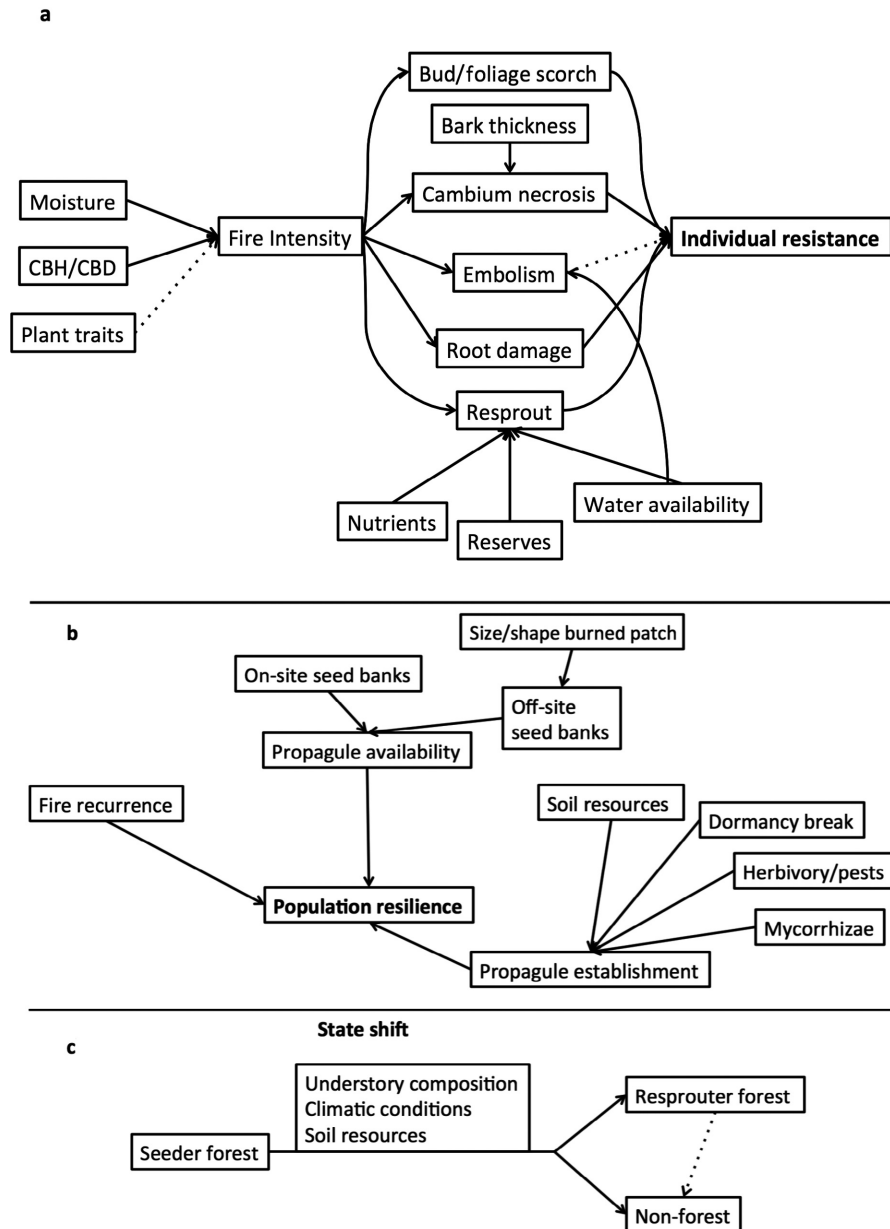 a
Bud/foliage scorch
Bark thickness
Moisture
Cambium necrosis
Fire Intensity
Individual resistance
CBH/CBD
Embolism
Plant traits
Root damage
Resprout
Nutrients
Water availability
Reserves
b
Size/shape burned patch
On-site seed banks
Off-site
seed banks
Propagule availability
Fire recurrence
Soil resources
Dormancy break
Herbivory/pests
Population resilience
Mycorrhizae
Propagule establishment
State shift
c
Understory composition
Climatic conditions
Soil resources
Resprouter forest
Seeder forest
Non-forest